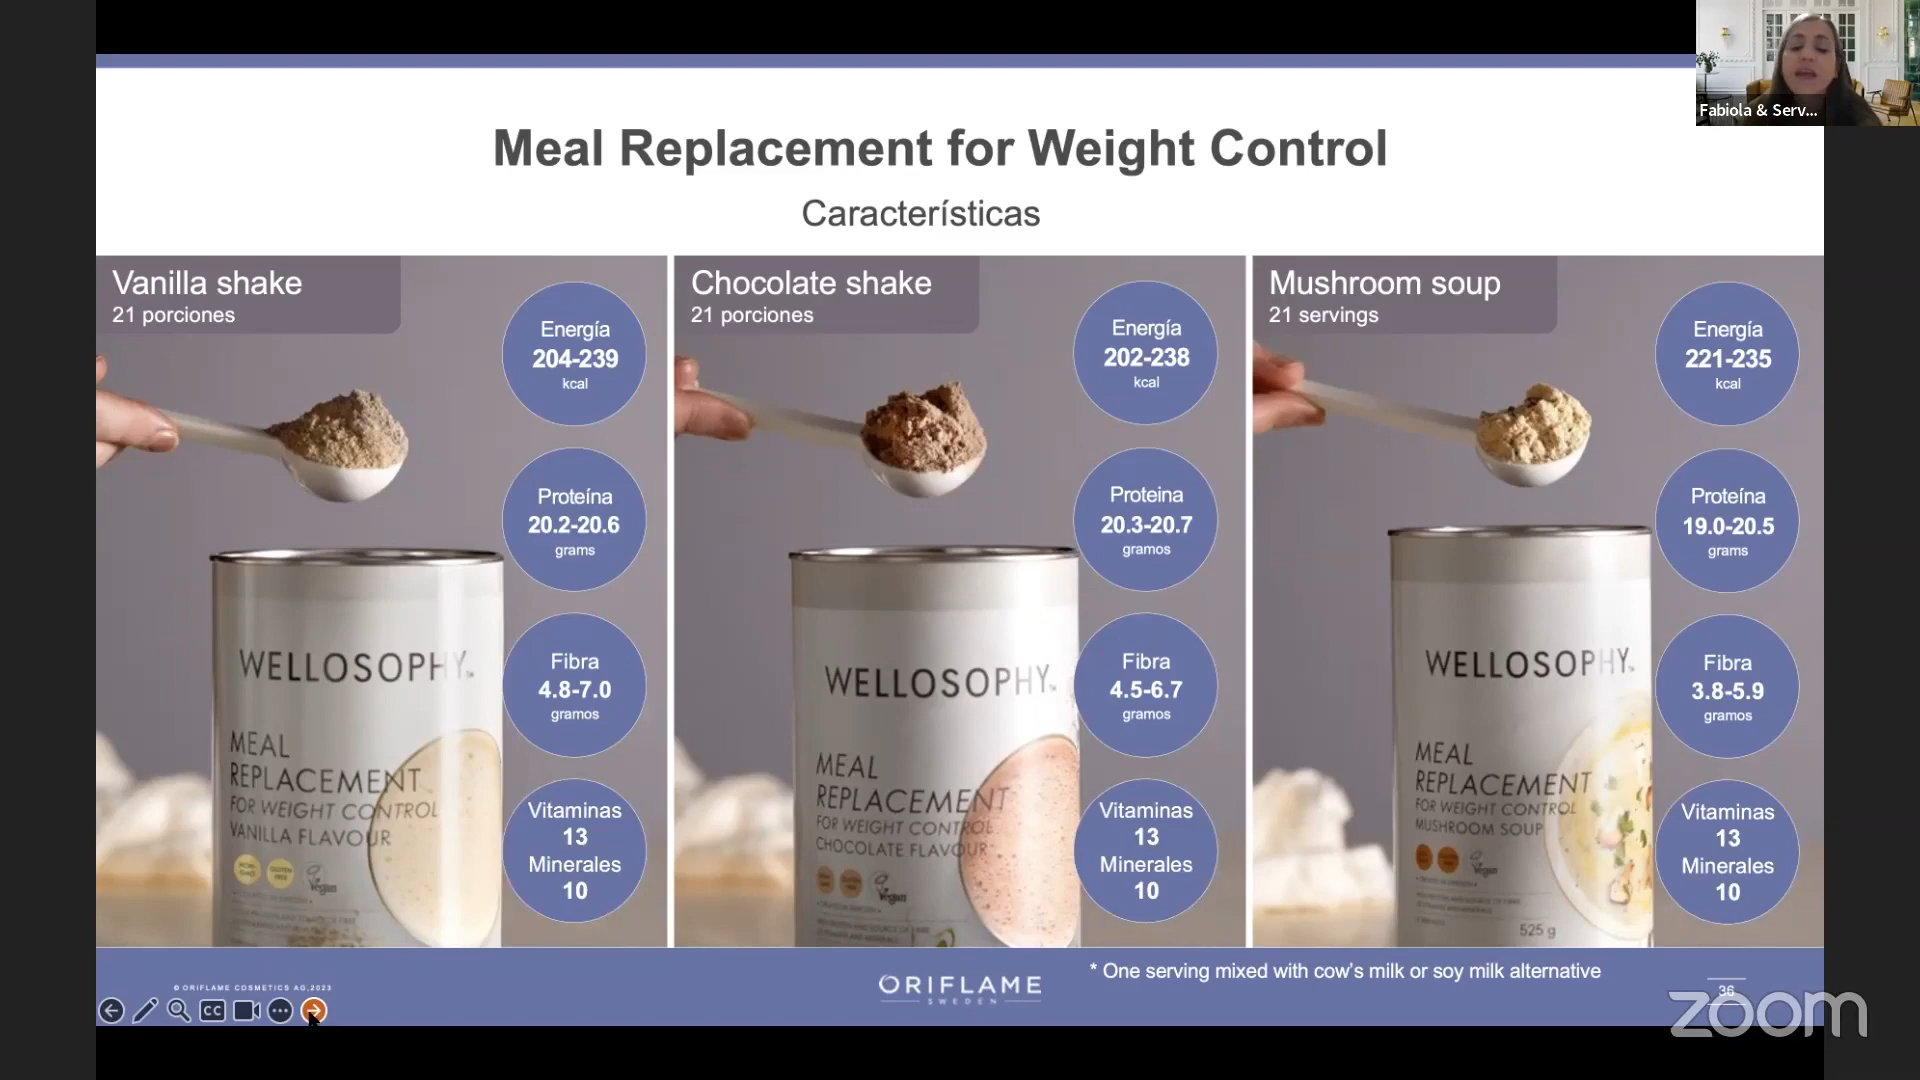 Fabiola & Serv...
Meal Replacement for Weight Control
Características
Vanilla shake
21 porciones
Energía
204-239
kcal
Proteína
20.2-20.6
grams
Fibra
4.8-7.0
gramos
Vitaminas
13
Minerales
10
WELLOSOPHY
MEAL
REPLACEMENT
FOR WEIGHT CONTROL
VANILLA FLAVOUR
GLUTEN
FREE
Vegan
Chocolate shake
21 porciones
Energía
202-238
kcal
Proteina
20.3-20.7
gramos
Fibra
4.5-6.7
gramos
Vitaminas
13
Minerales
10
WELLOSOPHY
MEAL
REPLACEMENT
FOR WEIGHT CONTROL
CHOCOLATE FLAVOUR
Vegan
Mushroom soup
21 servings
Energía
221-235
kcal
Proteína
19.0-20.5
grams
Fibra
3.8-5.9
gramos
Vitaminas
13
Minerales
10
WELLOSOPHY
MEAL
REPLACEMENT
FOR WEIGHT CONTROL
MUSHROOM SOUP
Vegan
525 g
© ORIFLAME COSMETICS AG,2023
CC
ORIFLAME
SWEDEN
* One serving mixed with cow's milk or soy milk alternative
36
zoom